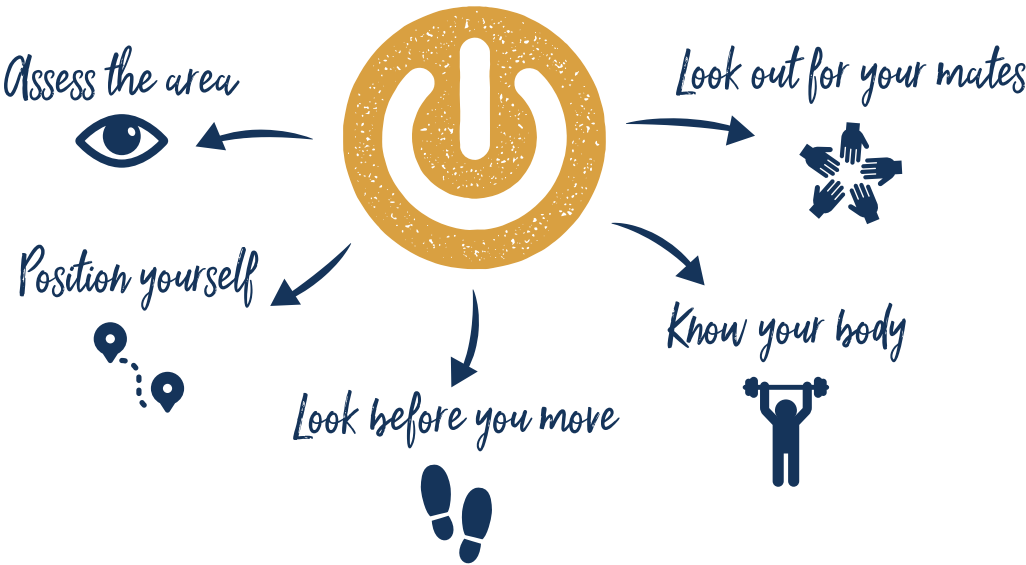 Assess the area
Look out for your mates
Position yourself
Know your body
Look before you move